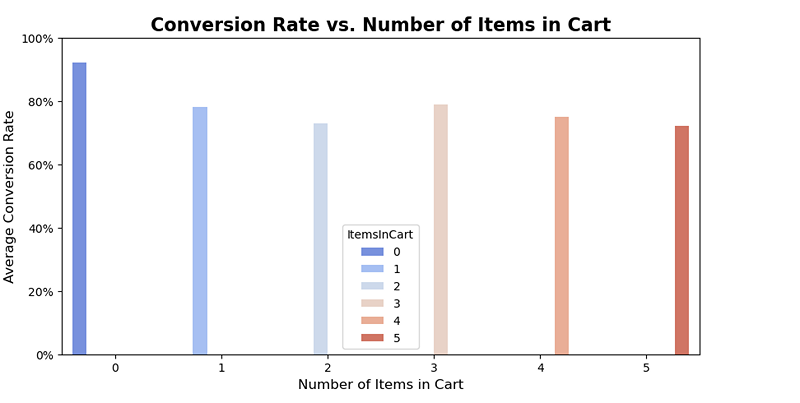 Conversion Rate vs. Number of Items in Cart
100%
80%
60%
40%
20%
0%
Average Conversion Rate
ItemsInCart
0
1
2
3
4
5
0 1 2 3 4 5
Number of Items in Cart